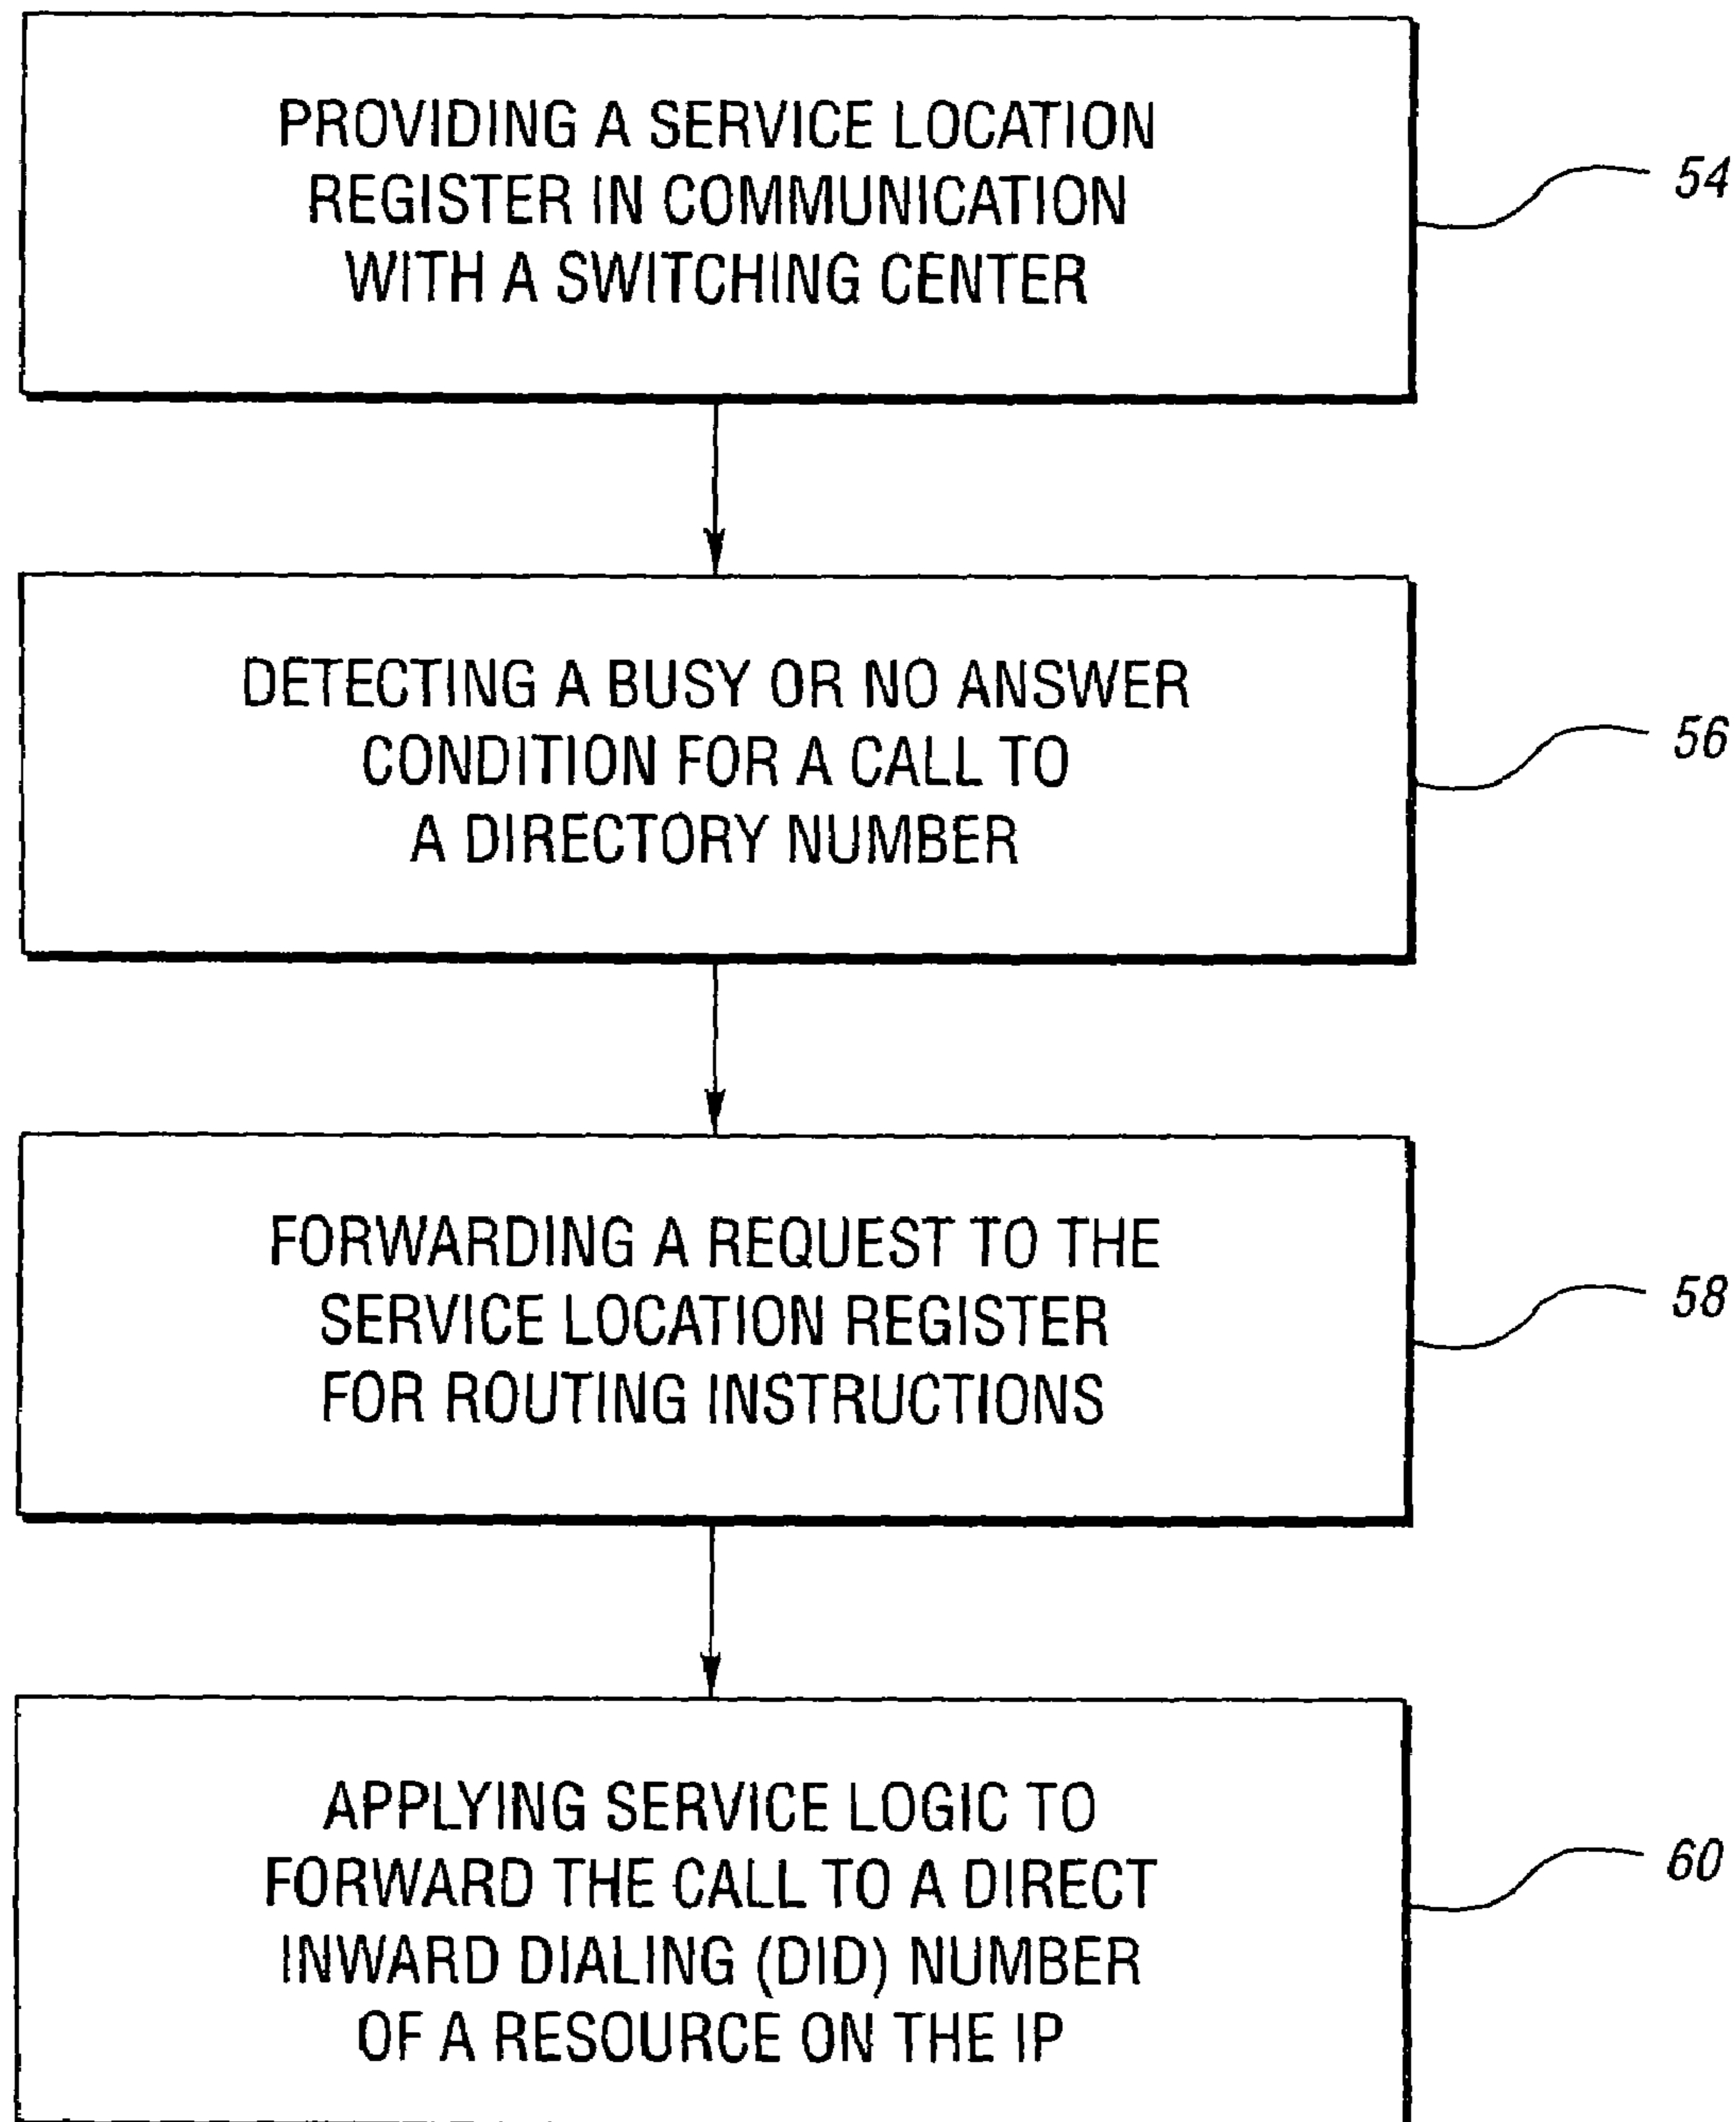 PROVIDING A SERVICE LOCATION
REGISTER IN COMMUNICATION
WITH A SWITCHING CENTER
54
DETECTING A BUSY OR NO ANSWER
CONDITION FOR A CALL TO
A DIRECTORY NUMBER
56
FORWARDING A REQUEST TO THE
SERVICE LOCATION REGISTER
FOR ROUTING INSTRUCTIONS
58
APPLYING SERVICE LOGIC TO
FORWARD THE CALL TO A DIRECT
INWARD DIALING (DID) NUMBER
OF A RESOURCE ON THE IP
60